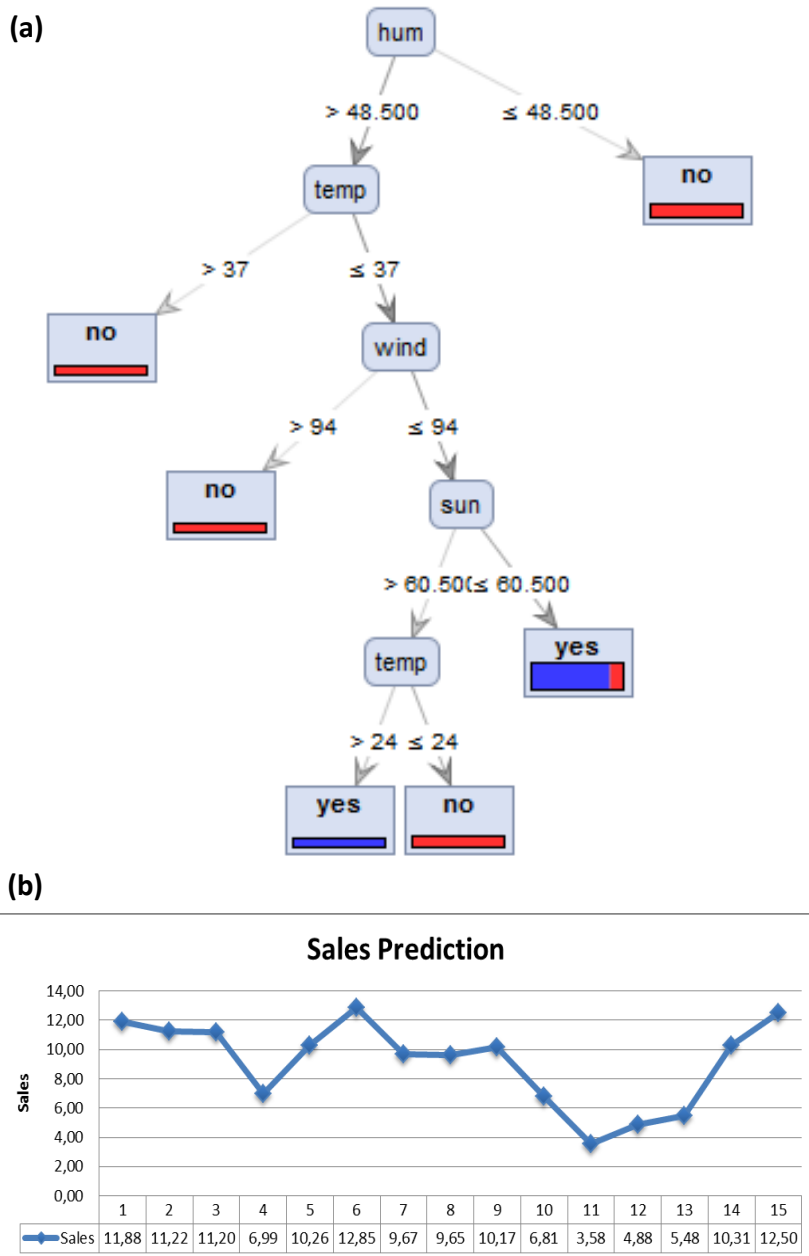 (a)
hum
> 48.500 ≤ 48.500
temp no
> 37 ≤ 37
no wind
> 94 ≤ 94
no sun
> 60.50( ≤ 60.500
temp yes
> 24 ≤ 24
yes no
(b)
Sales Prediction
14,00
12,00
10,00
8,00
6,00
4,00
2,00
0,00
Sales
1 2 3 4 5 6 7 8 9 10 11 12 13 14 15
Sales 11,88 11,22 11,20 6,99 10,26 12,85 9,67 9,65 10,17 6,81 3,58 4,88 5,48 10,31 12,50